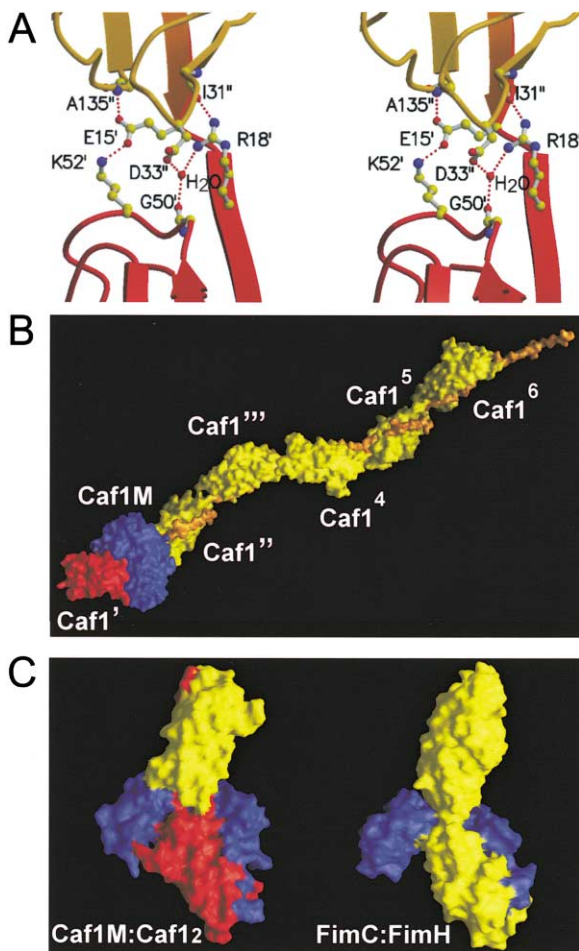 A
A135"
I31"
E15'
R18'
K52'
D33"
H2O
G50'
A135"
I31"
E15'
R18'
K52'
D33"
H2O
G50'
B
Caf1⁵
Caf1⁶
Caf1'''
Caf1M
Caf1⁴
Caf1''
Caf1'
C
Caf1M:Caf1₂ FimC:FimH